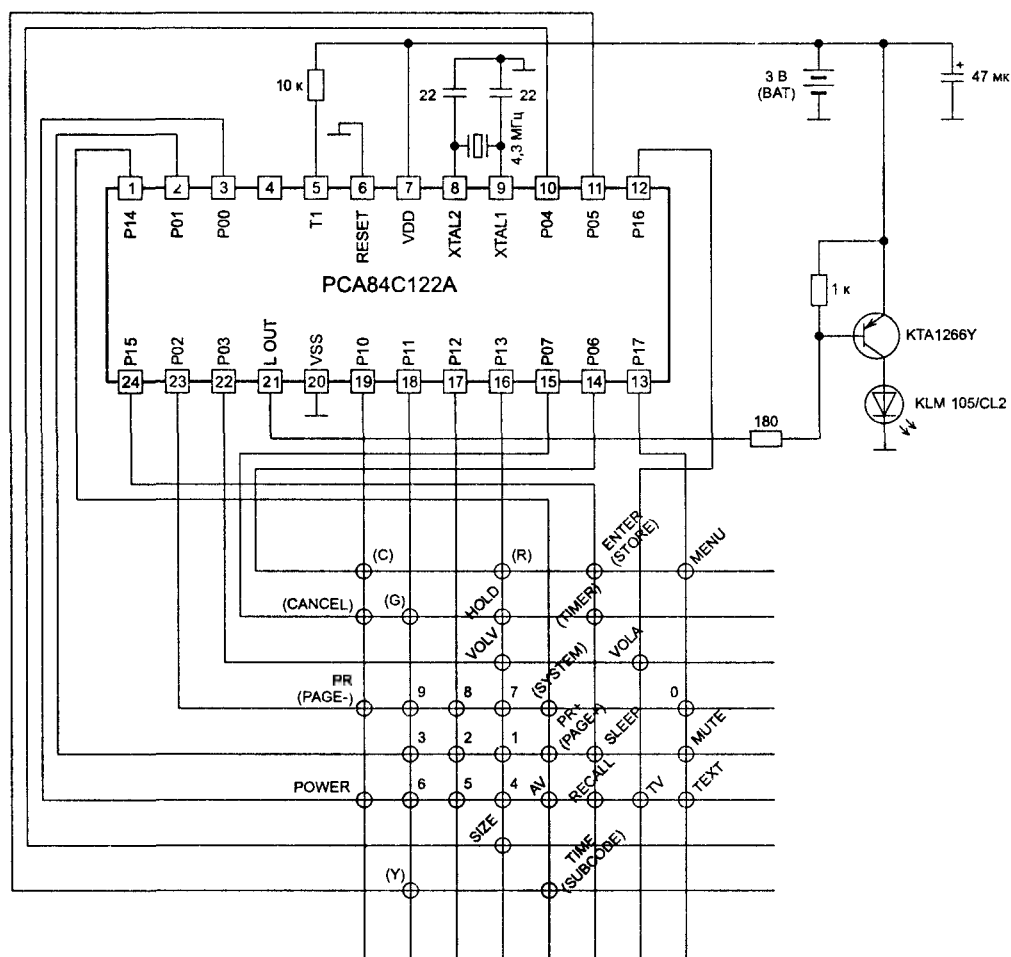 10 к
22
22
4,3 МГц
3 В
(BAT)
+
47 мк
1
2
3
4
5
6
7
8
9
10
11
12
P14
P01
P00
T1
RESET
VDD
XTAL2
XTAL1
P04
P05
P16
PCA84C122A
1 к
KTA1266Y
KLM 105/CL2
180
P15
P02
P03
L OUT
VSS
P10
P11
P12
P13
P07
P06
P17
24
23
22
21
20
19
18
17
16
15
14
13
(C)
(R)
ENTER
(STORE)
MENU
(CANCEL)
(G)
HOLD
(TIMER)
VOLV
VOLA
PR
(PAGE-)
9
8
7
(SYSTEM)
0
3
2
1
PR+
(PAGE+)
SLEEP
MUTE
POWER
6
5
4
AV
RECALL
TV
TEXT
SIZE
(Y)
TIME
(SUBCODE)